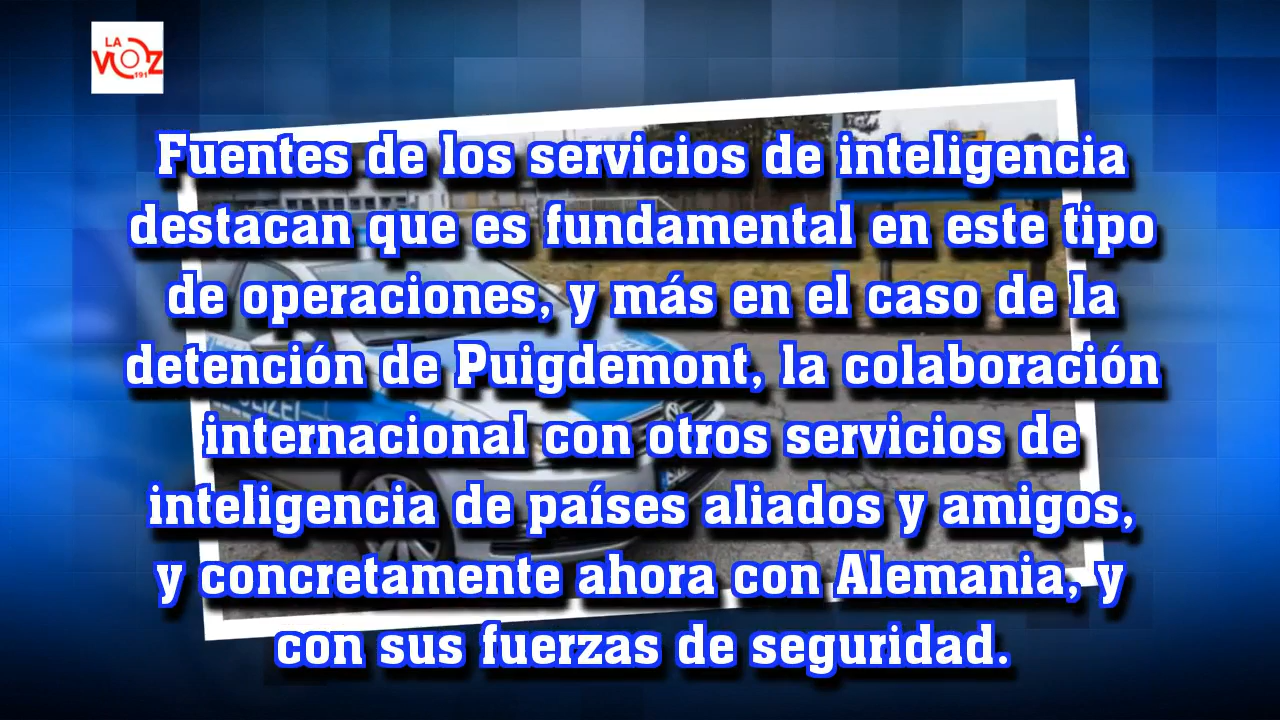 LA
VOZ
191
Fuentes de los servicios de inteligencia
destacan que es fundamental en este tipo
de operaciones, y más en el caso de la
detención de Puigdemont, la colaboración
internacional con otros servicios de
inteligencia de países aliados y amigos,
y concretamente ahora con Alemania, y
con sus fuerzas de seguridad.